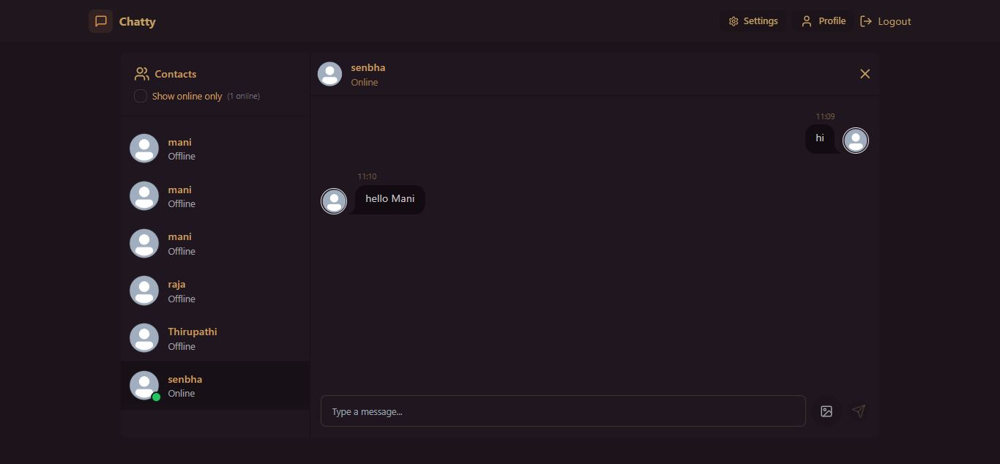 Chatty
Settings
Profile
Logout
Contacts
Show online only (1 online)
mani
Offline
mani
Offline
mani
Offline
raja
Offline
Thirupathi
Offline
senbha
Online
senbha
Online
11:09
hi
11:10
hello Mani
Type a message...